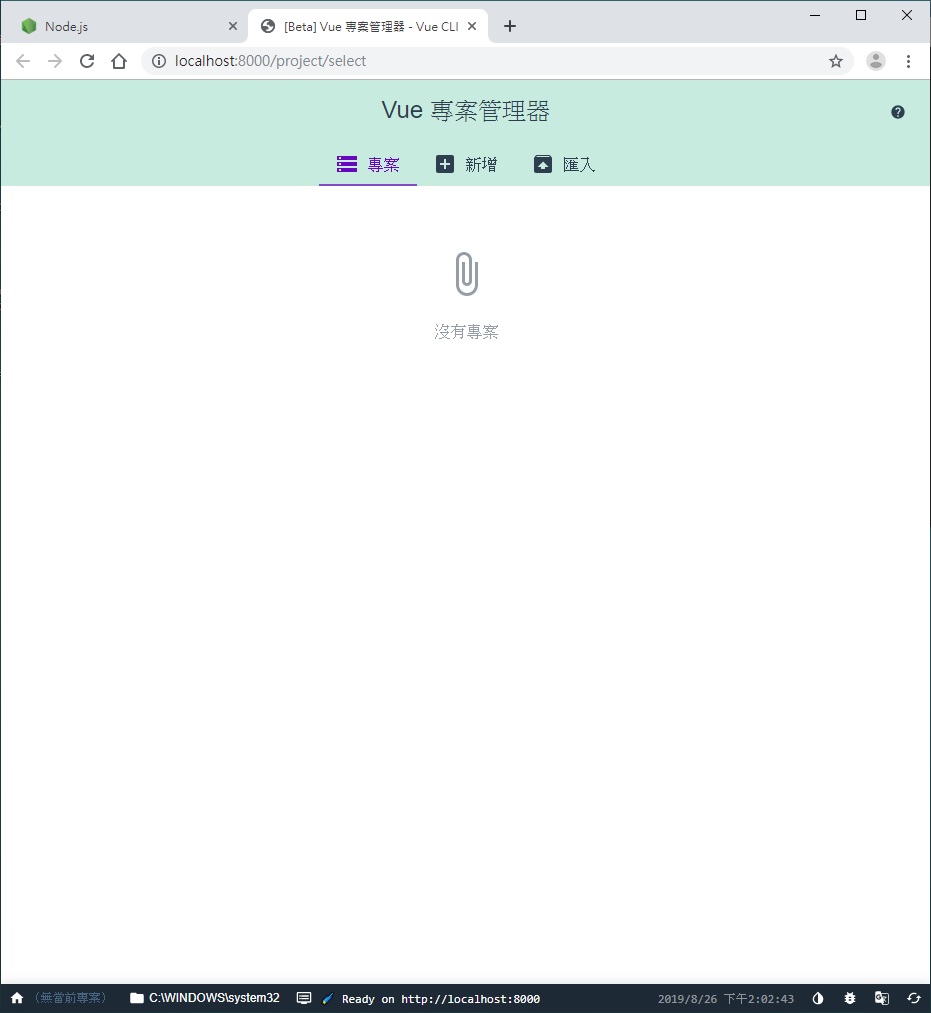 Node.js
[Beta] Vue 專案管理器 - Vue CLI
localhost:8000/project/select
Vue 專案管理器
專案
新增
匯入
沒有專案
（無當前專案） C:\WINDOWS\system32 Ready on http://localhost:8000 2019/8/26 下午2:02:43